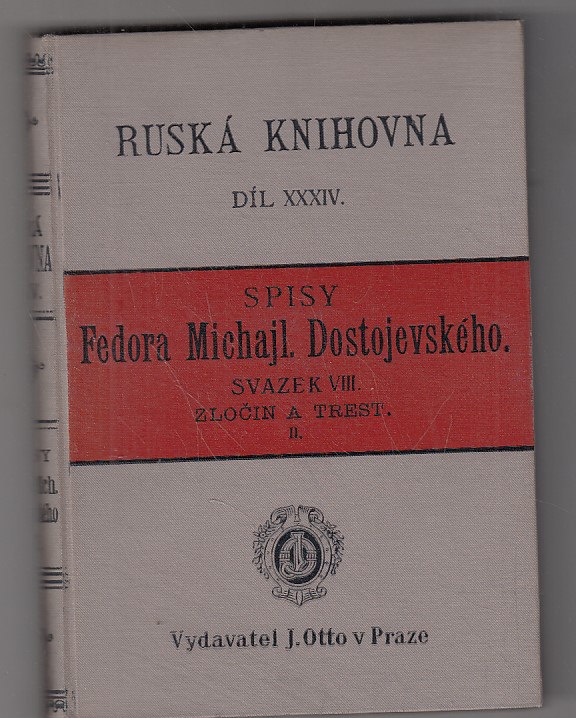 RUSKÁ KNIHOVNA
DÍL XXXIV.
SPISY
Fedora Michajl. Dostojevského.
SVAZEK VIII.
ZLOČIN A TREST.
II.
Vydavatel J. Otto v Praze